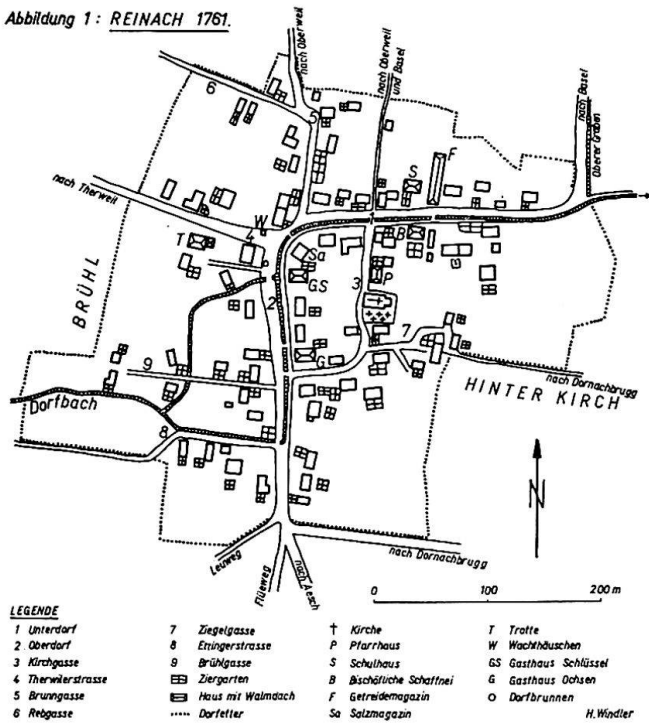 Abbildung 1: REINACH 1761.
nach Oberweil
nach Oberwil und Basel
nach Basel
Oberer Graben
6
5
S
F
nach Therweil
W
1
4
T
Sa
B
GS
P
3
2
BRÜHL
7
G
9
nach Dornachbrugg
HINTER KIRCH
Dorfbach
8
N
nach Dornachbrugg
Leuweg
Flüeweg
nach Aesch
0 100 200 m
LEGENDE
1 Unterdorf
2 Oberdorf
3 Kirchgasse
4 Therwilerstrasse
5 Brunngasse
6 Rebgasse
7 Ziegelgasse
8 Ettingerstrasse
9 Brühlgasse
Ziergarten
Haus mit Walmdach
Dorfetter
† Kirche
P Pfarrhaus
S Schulhaus
B Bischöfliche Schaffnei
F Getreidemagazin
Sa Salzmagazin
T Trotte
W Wachthäuschen
GS Gasthaus Schlüssel
G Gasthaus Ochsen
Dorfbrunnen
H. Windler